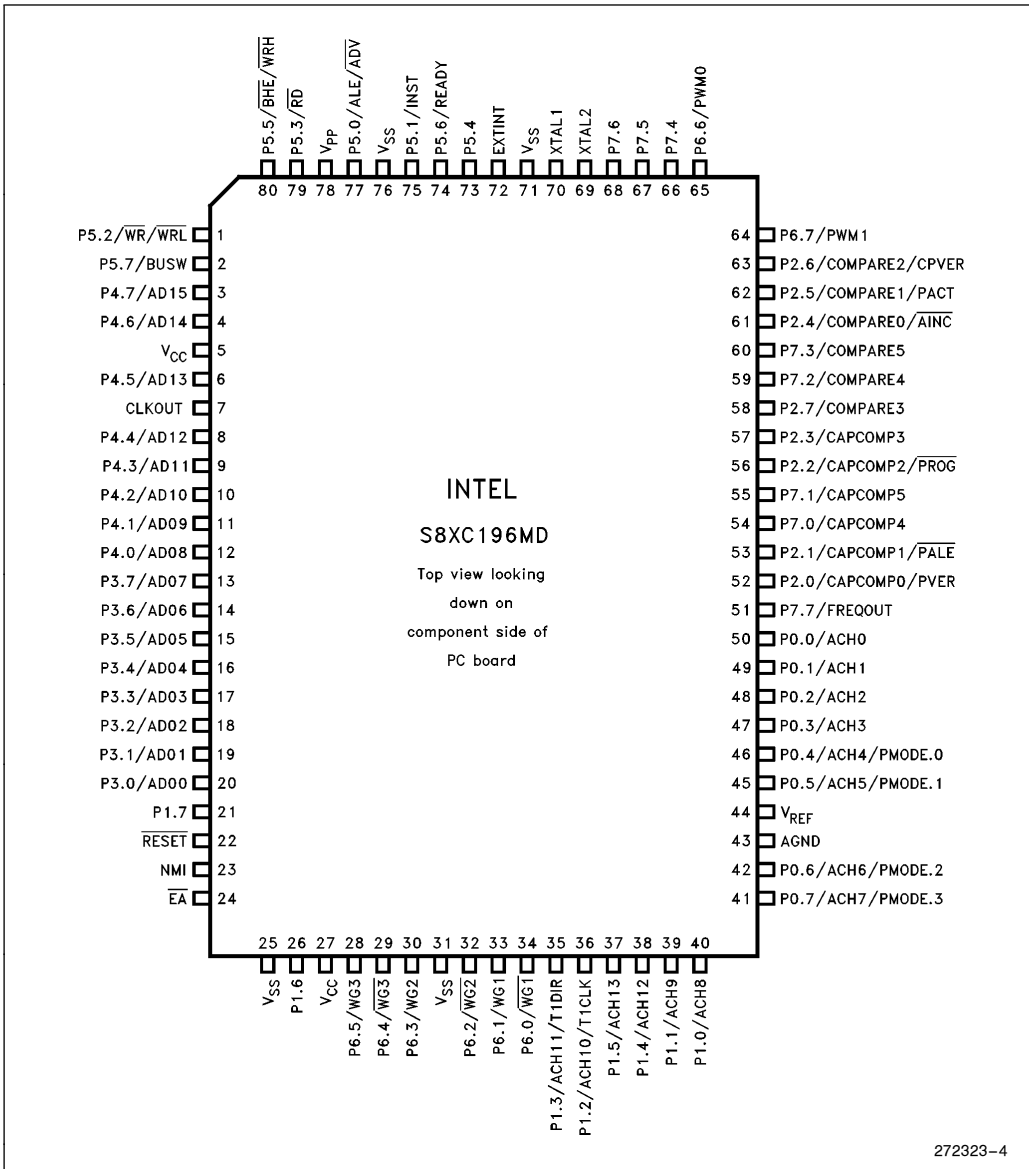 P5.5/B̅H̅E̅/W̅R̅H̅
P5.3/R̅D̅
VPP
P5.0/ALE/A̅D̅V̅
VSS
P5.1/INST
P5.6/READY
P5.4
EXTINT
VSS
XTAL1
XTAL2
P7.6
P7.5
P7.4
P6.6/PWM0
80 79 78 77 76 75 74 73 72 71 70 69 68 67 66 65
P5.2/W̅R̅/W̅R̅L̅ 1
P5.7/BUSW 2
P4.7/AD15 3
P4.6/AD14 4
VCC 5
P4.5/AD13 6
CLKOUT 7
P4.4/AD12 8
P4.3/AD11 9
P4.2/AD10 10
P4.1/AD09 11
P4.0/AD08 12
P3.7/AD07 13
P3.6/AD06 14
P3.5/AD05 15
P3.4/AD04 16
P3.3/AD03 17
P3.2/AD02 18
P3.1/AD01 19
P3.0/AD00 20
P1.7 21
R̅E̅S̅E̅T̅ 22
NMI 23
E̅A̅ 24
INTEL
S8XC196MD
Top view looking
down on
component side of
PC board
64 P6.7/PWM1
63 P2.6/COMPARE2/CPVER
62 P2.5/COMPARE1/PACT
61 P2.4/COMPARE0/A̅I̅N̅C̅
60 P7.3/COMPARE5
59 P7.2/COMPARE4
58 P2.7/COMPARE3
57 P2.3/CAPCOMP3
56 P2.2/CAPCOMP2/P̅R̅O̅G̅
55 P7.1/CAPCOMP5
54 P7.0/CAPCOMP4
53 P2.1/CAPCOMP1/P̅A̅L̅E̅
52 P2.0/CAPCOMP0/PVER
51 P7.7/FREQOUT
50 P0.0/ACH0
49 P0.1/ACH1
48 P0.2/ACH2
47 P0.3/ACH3
46 P0.4/ACH4/PMODE.0
45 P0.5/ACH5/PMODE.1
44 VREF
43 AGND
42 P0.6/ACH6/PMODE.2
41 P0.7/ACH7/PMODE.3
25 26 27 28 29 30 31 32 33 34 35 36 37 38 39 40
VSS
P1.6
VCC
P6.5/WG3
P6.4/W̅G̅3̅
P6.3/WG2
VSS
P6.2/W̅G̅2̅
P6.1/WG1
P6.0/W̅G̅1̅
P1.3/ACH11/T1DIR
P1.2/ACH10/T1CLK
P1.5/ACH13
P1.4/ACH12
P1.1/ACH9
P1.0/ACH8
272323-4